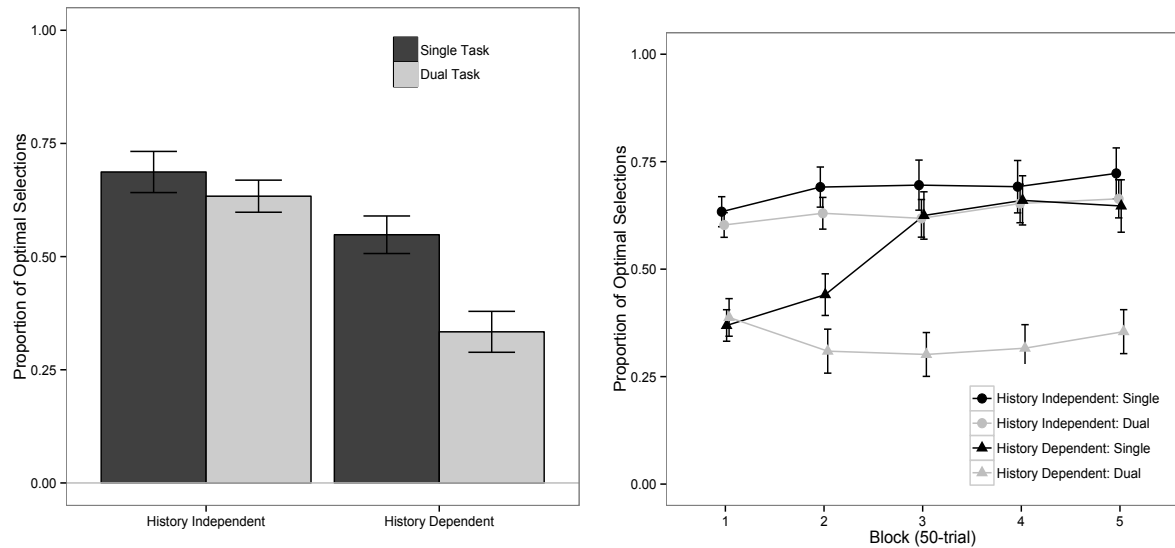 Proportion of Optimal Selections
1.00
0.75
0.50
0.25
0.00
Single Task
Dual Task
History Independent
History Dependent
Proportion of Optimal Selections
1.00
0.75
0.50
0.25
0.00
History Independent: Single
History Independent: Dual
History Dependent: Single
History Dependent: Dual
1 2 3 4 5
Block (50-trial)